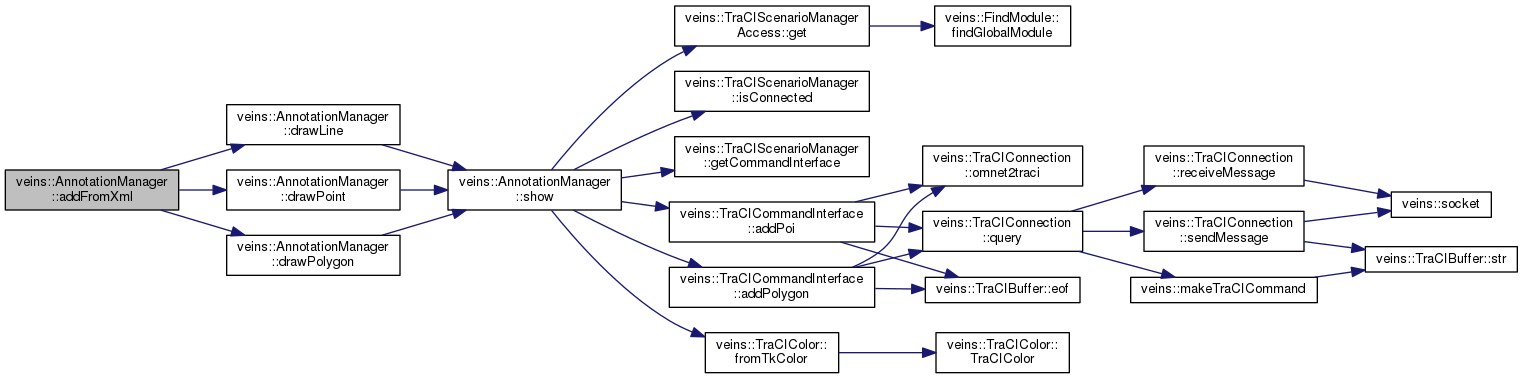 veins::AnnotationManager
::addFromXml
veins::AnnotationManager
::drawLine
veins::AnnotationManager
::drawPoint
veins::AnnotationManager
::drawPolygon
veins::AnnotationManager
::show
veins::TraCIScenarioManager
Access::get
veins::TraCIScenarioManager
::isConnected
veins::TraCIScenarioManager
::getCommandInterface
veins::TraCICommandInterface
::addPoi
veins::TraCICommandInterface
::addPolygon
veins::TraCIColor::
fromTkColor
veins::FindModule::
findGlobalModule
veins::TraCIConnection
::omnet2traci
veins::TraCIConnection
::query
veins::TraCIBuffer::eof
veins::TraCIColor::
TraCIColor
veins::TraCIConnection
::receiveMessage
veins::TraCIConnection
::sendMessage
veins::makeTraCICommand
veins::socket
veins::TraCIBuffer::str